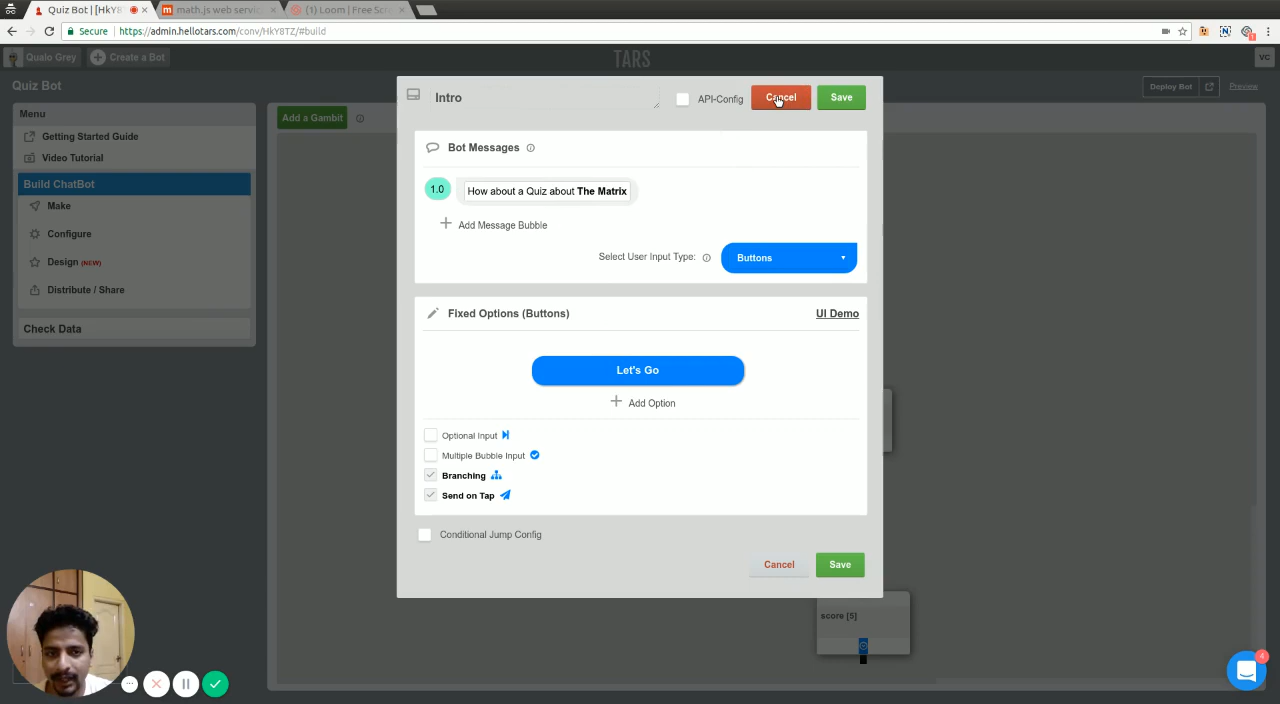 Quiz Bot | [HkY8T
math.js web servic
(1) Loom | Free Scr
Secure
https://admin.hellotars.com/conv/HkY8TZ/#build
Qualo Grey
Create a Bot
TARS
VC
Quiz Bot
Deploy Bot
Preview
Menu
Getting Started Guide
Video Tutorial
Build ChatBot
Make
Configure
Design (NEW)
Distribute / Share
Check Data
Add a Gambit
Intro
API-Config
Cancel
Save
Bot Messages
1.0
How about a Quiz about The Matrix
Add Message Bubble
Select User Input Type:
Buttons
Fixed Options (Buttons)
UI Demo
Let's Go
Add Option
Optional Input
Multiple Bubble Input
Branching
Send on Tap
Conditional Jump Config
Cancel
Save
score [5]
4